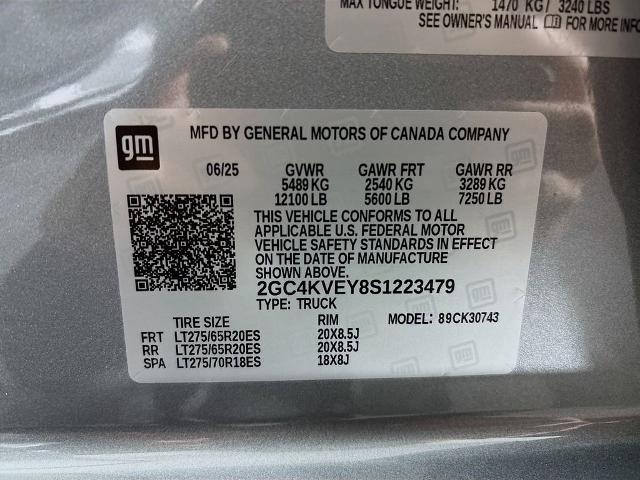 MAX TONGUE WEIGHT: 1470 KG / 3240 LBS
SEE OWNER'S MANUAL FOR MORE INFO
gm
MFD BY GENERAL MOTORS OF CANADA COMPANY
06/25 GVWR GAWR FRT GAWR RR
5489 KG 2540 KG 3289 KG
12100 LB 5600 LB 7250 LB
THIS VEHICLE CONFORMS TO ALL
APPLICABLE U.S. FEDERAL MOTOR
VEHICLE SAFETY STANDARDS IN EFFECT
ON THE DATE OF MANUFACTURE
SHOWN ABOVE.
2GC4KVEY8S1223479
TYPE: TRUCK
TIRE SIZE RIM MODEL: 89CK30743
FRT LT275/65R20ES 20X8.5J
RR LT275/65R20ES 20X8.5J
SPA LT275/70R18ES 18X8J